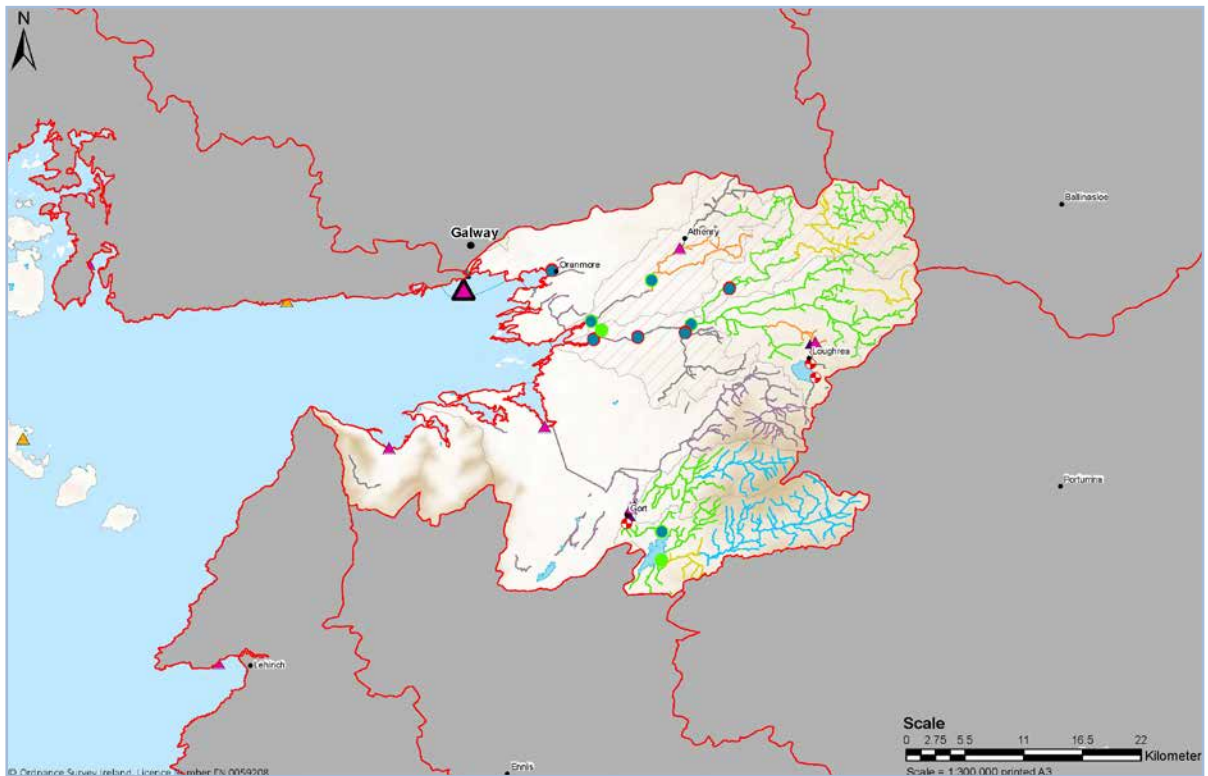 N
Ballinasloe
Galway
Athenry
Oranmore
Loughrea
Portumna
Gort
Lehinch
Scale
0 2.75 5.5 11 16.5 22
Kilometer
Ennis
© Ordnance Survey Ireland, Licence Number EN 0059208
Scale = 1:300,000 printed A3